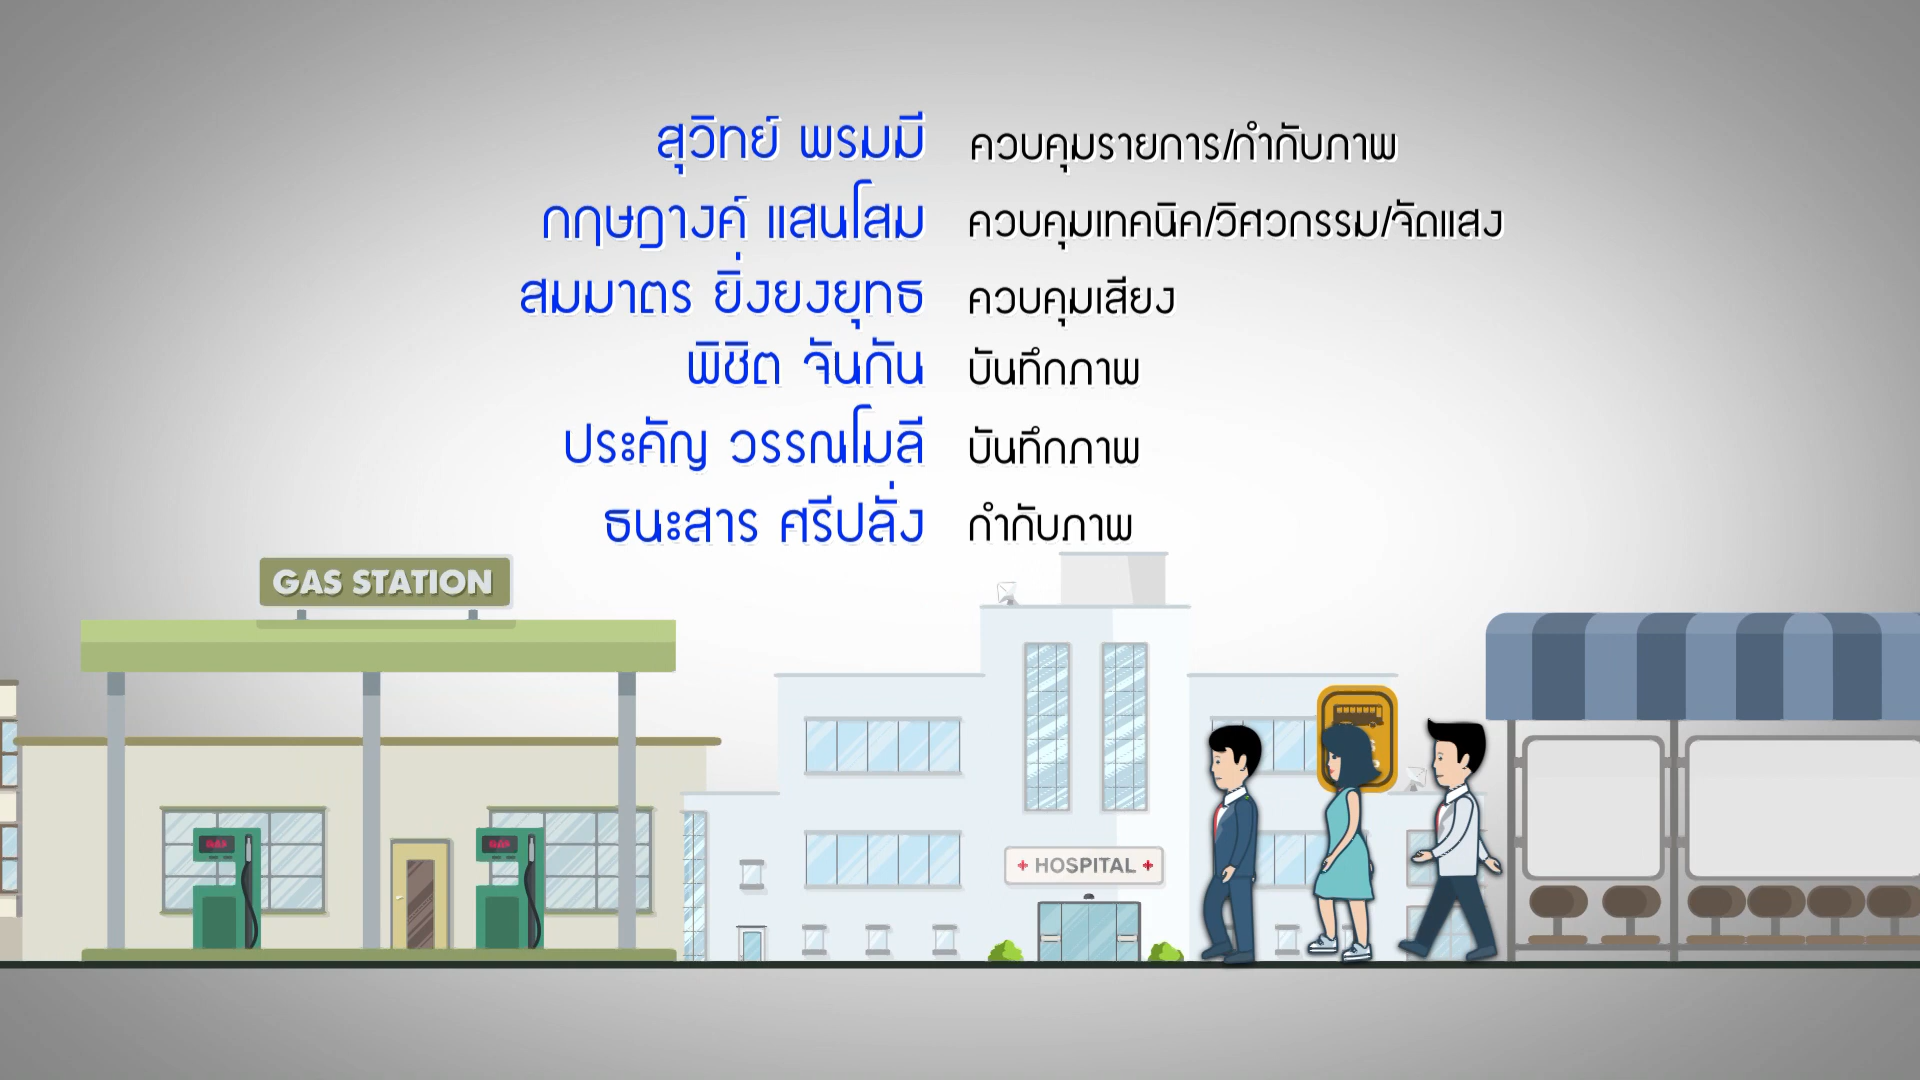 สุวิทย์ พรมมี ควบคุมรายการ/กำกับภาพ
กฤษฎางค์ แสนโสม ควบคุมเทคนิค/วิศวกรรม/จัดแสง
สมมาตร ยิ่งยงยุทธ ควบคุมเสียง
พิชิต จันกัน บันทึกภาพ
ประคัญ วรรณโมลี บันทึกภาพ
ธนะสาร ศรีปลั่ง กำกับภาพ
GAS STATION
GAS GAS
+ HOSPITAL +